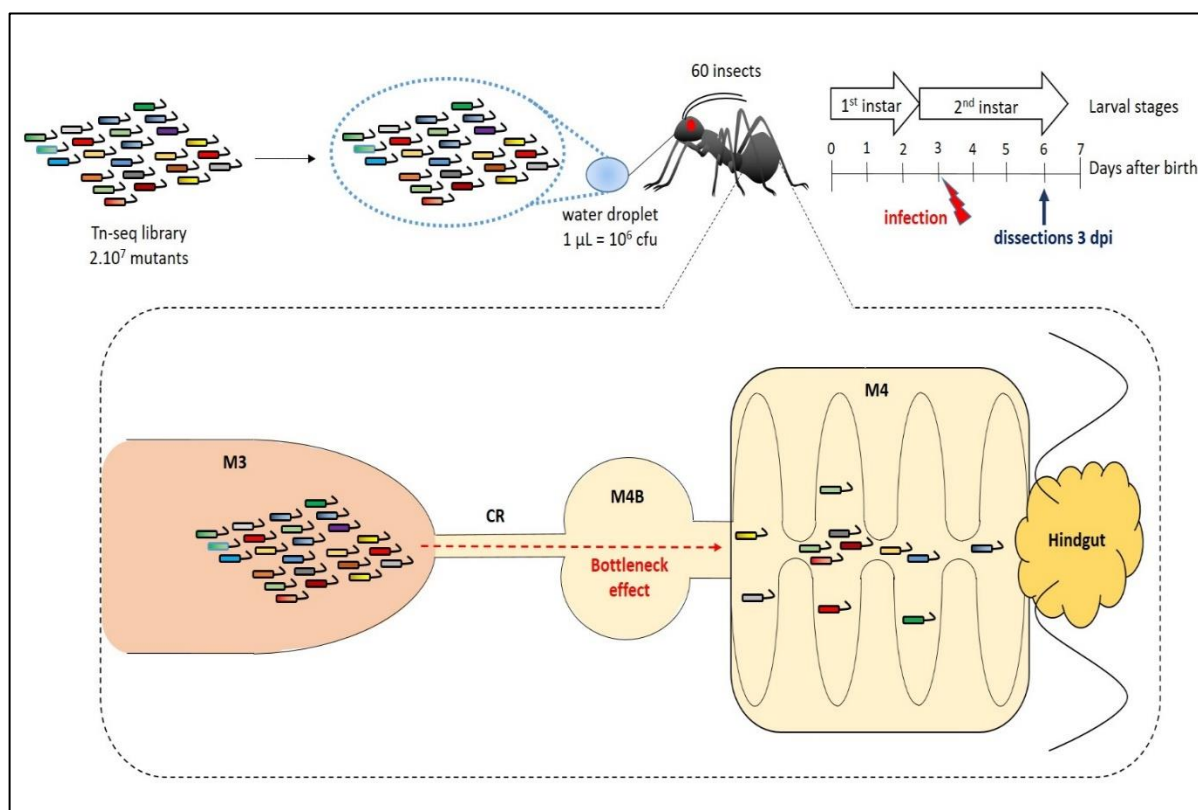 60 insects
1st instar
2nd instar
Larval stages
0 1 2 3 4 5 6 7
Days after birth
infection
dissections 3 dpi
Tn-seq library
2.10⁷ mutants
water droplet
1 µL = 10⁶ cfu
M3
CR
M4B
Bottleneck
effect
M4
Hindgut